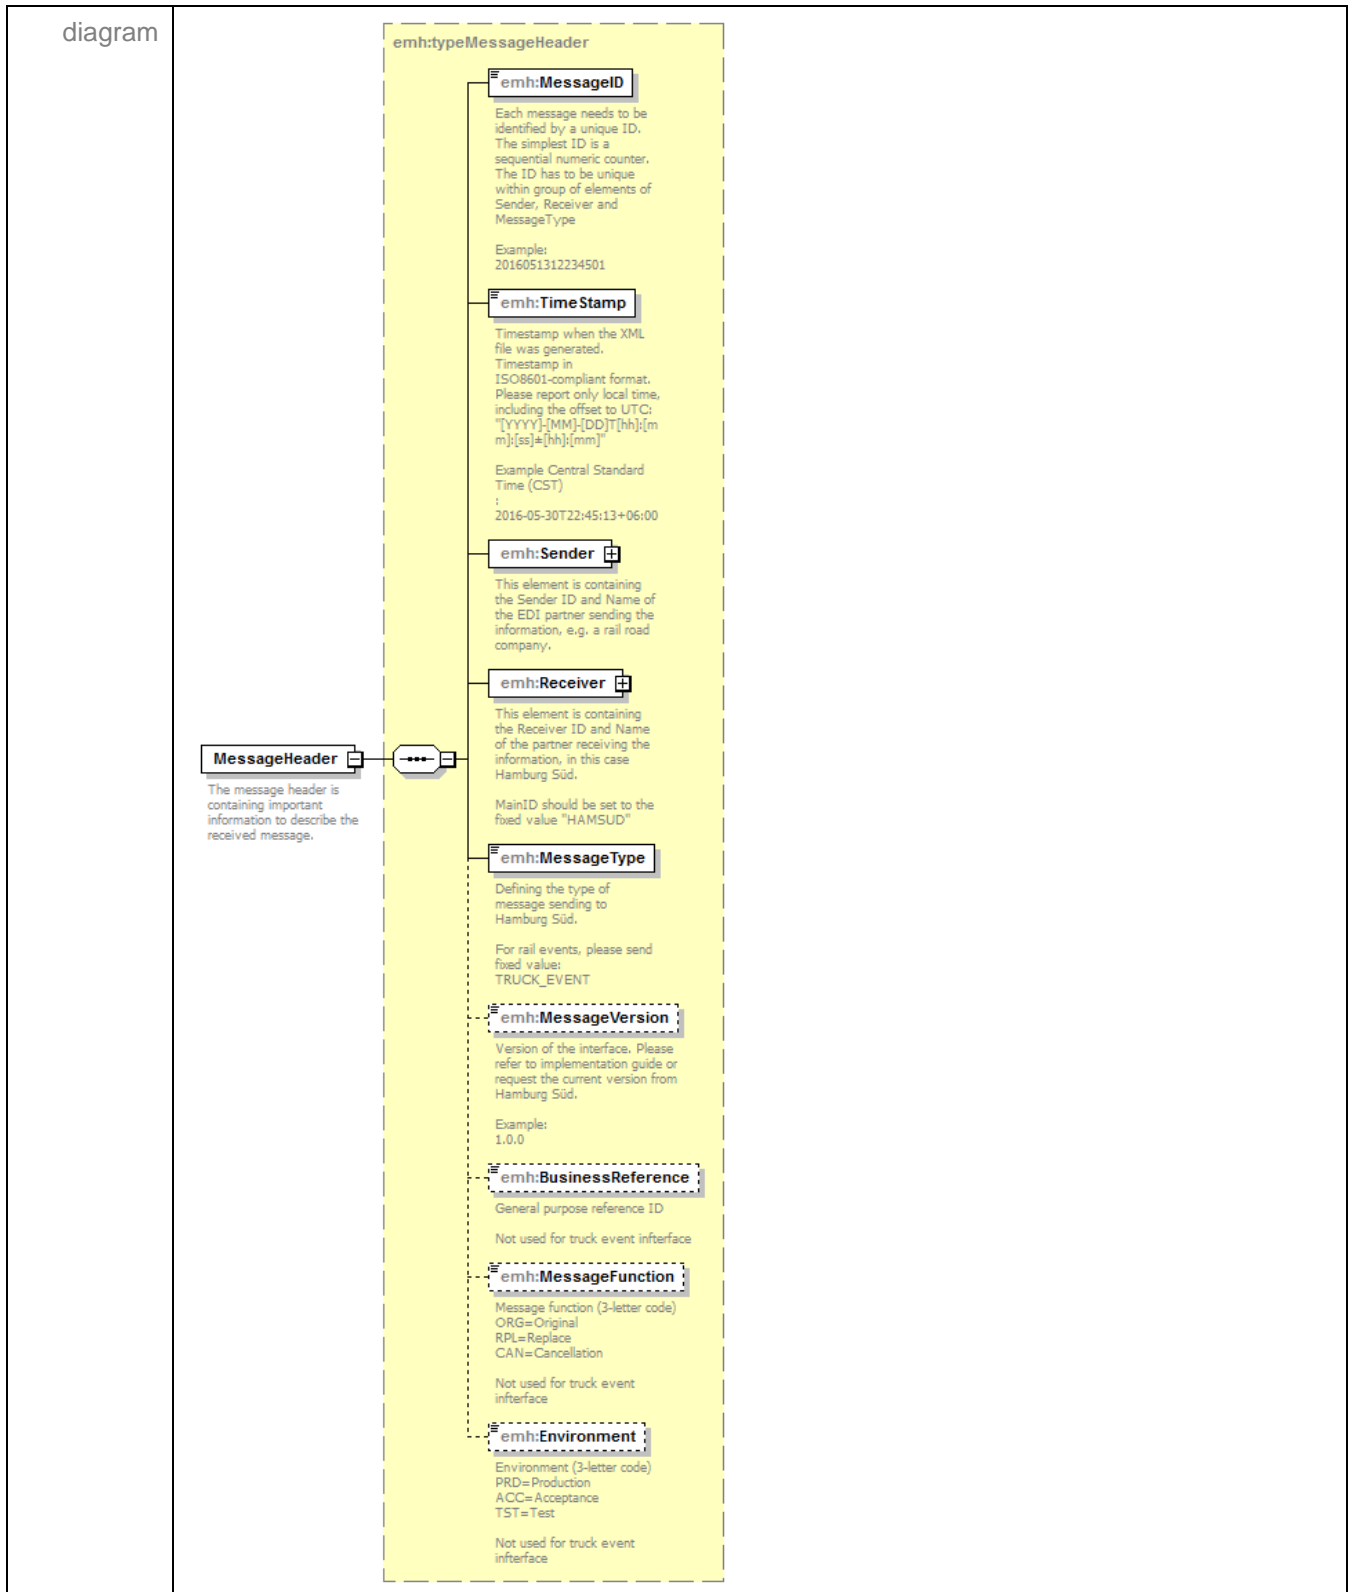 diagram
emh:typeMessageHeader
emh:MessageID
Each message needs to be
identified by a unique ID.
The simplest ID is a
sequential numeric counter.
The ID has to be unique
within group of elements of
Sender, Receiver and
MessageType
Example:
2016051312234501
emh:TimeStamp
Timestamp when the XML
file was generated.
Timestamp in
ISO8601-compliant format.
Please report only local time,
including the offset to UTC:
"[YYYY]-[MM]-[DD]T[hh]:[m
m]:[ss]±[hh]:[mm]"
Example Central Standard
Time (CST)
:
2016-05-30T22:45:13+06:00
emh:Sender
This element is containing
the Sender ID and Name of
the EDI partner sending the
information, e.g. a rail road
company.
emh:Receiver
This element is containing
the Receiver ID and Name
of the partner receiving the
information, in this case
Hamburg Süd.
MainID should be set to the
fixed value "HAMSUD"
MessageHeader
The message header is
containing important
information to describe the
received message.
emh:MessageType
Defining the type of
message sending to
Hamburg Süd.
For rail events, please send
fixed value:
TRUCK_EVENT
emh:MessageVersion
Version of the interface. Please
refer to implementation guide or
request the current version from
Hamburg Süd.
Example:
1.0.0
emh:BusinessReference
General purpose reference ID
Not used for truck event infterface
emh:MessageFunction
Message function (3-letter code)
ORG=Original
RPL=Replace
CAN=Cancellation
Not used for truck event
infterface
emh:Environment
Environment (3-letter code)
PRD=Production
ACC=Acceptance
TST=Test
Not used for truck event
infterface